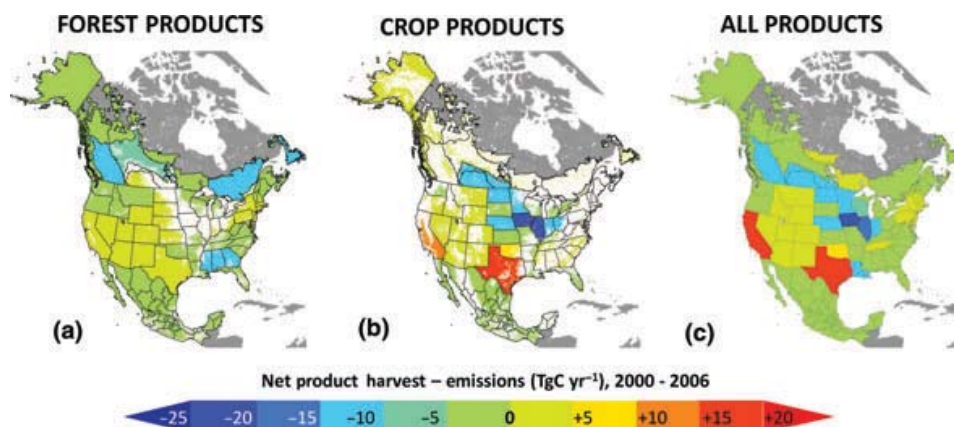 FOREST PRODUCTS
CROP PRODUCTS
ALL PRODUCTS
(a)
(b)
(c)
Net product harvest – emissions (TgC yr⁻¹), 2000 - 2006
−25 −20 −15 −10 −5 0 +5 +10 +15 +20